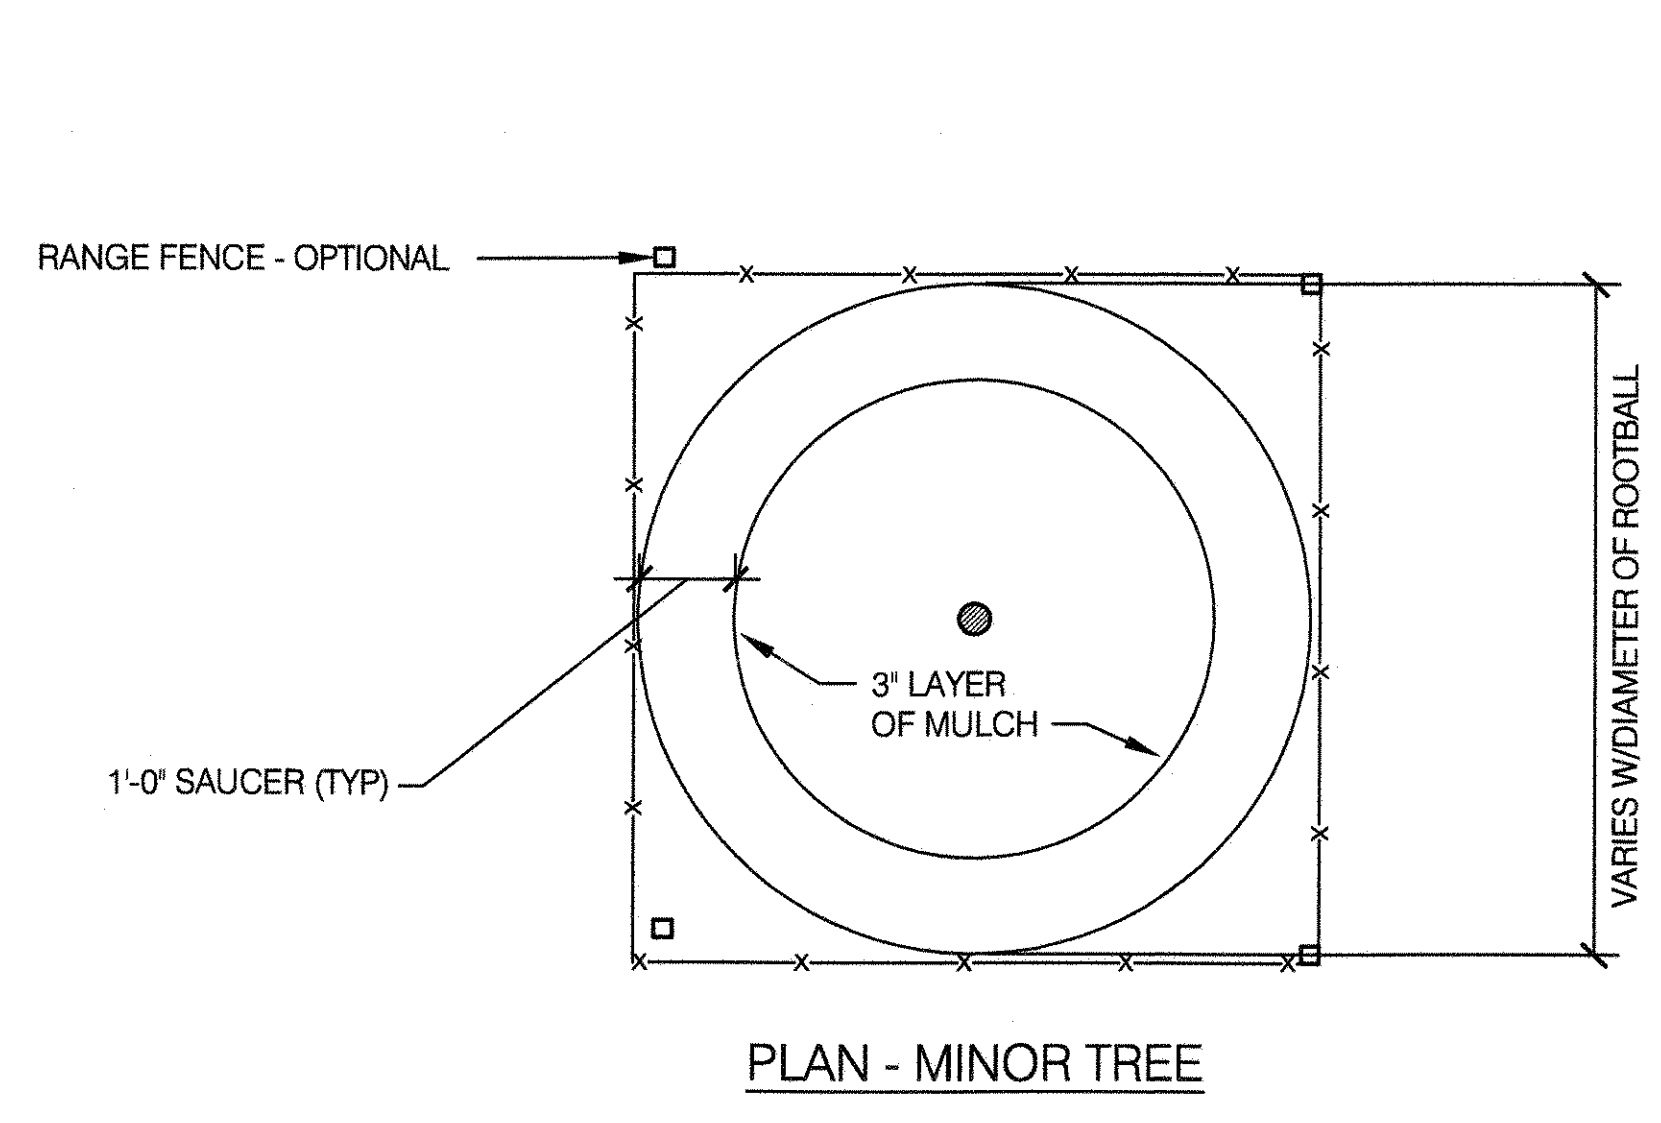 RANGE FENCE - OPTIONAL
VARIES W/DIAMETER OF ROOTBALL
3" LAYER
OF MULCH
1'-0" SAUCER (TYP)
PLAN - MINOR TREE